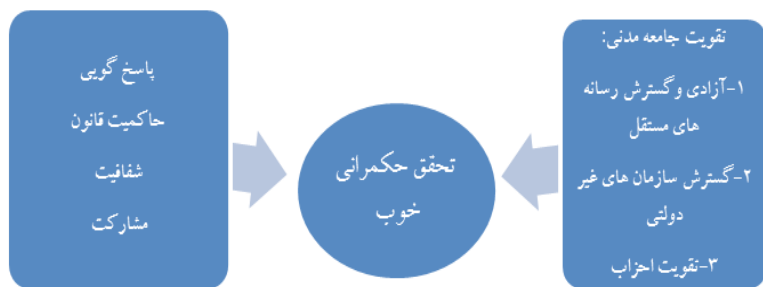 تقویت جامعه مدنی:
۱-آزادی وگسترش رسانه
های مستقل
۲-گسترش سازمان های غیر
دولتی
۳-تقویت احزاب
تحقق حکمرانی
خوب
پاسخ گویی
حاکمیت قانون
شفافیت
مشارکت